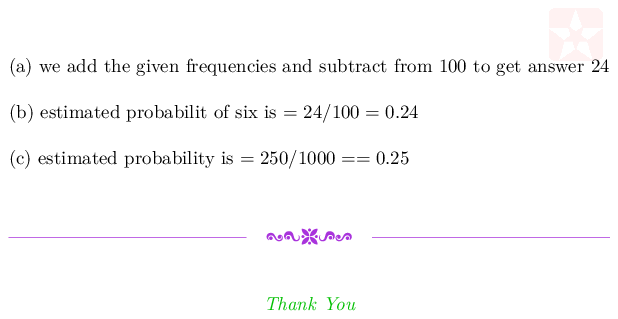 (a) we add the given frequencies and subtract from 100 to get answer 24
(b) estimated probabilit of six is = 24/100 = 0.24
(c) estimated probability is = 250/1000 == 0.25
Thank You